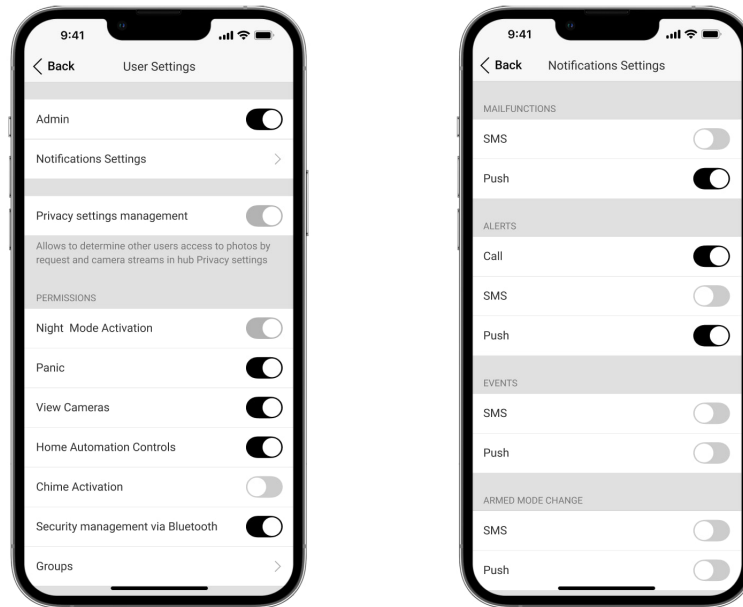 9:41
Back
User Settings
Admin
Notifications Settings
Privacy settings management
Allows to determine other users access to photos by
request and camera streams in hub Privacy settings
PERMISSIONS
Night Mode Activation
Panic
View Cameras
Home Automation Controls
Chime Activation
Security management via Bluetooth
Groups
9:41
Back
Notifications Settings
MAILFUNCTIONS
SMS
Push
ALERTS
Call
SMS
Push
EVENTS
SMS
Push
ARMED MODE CHANGE
SMS
Push